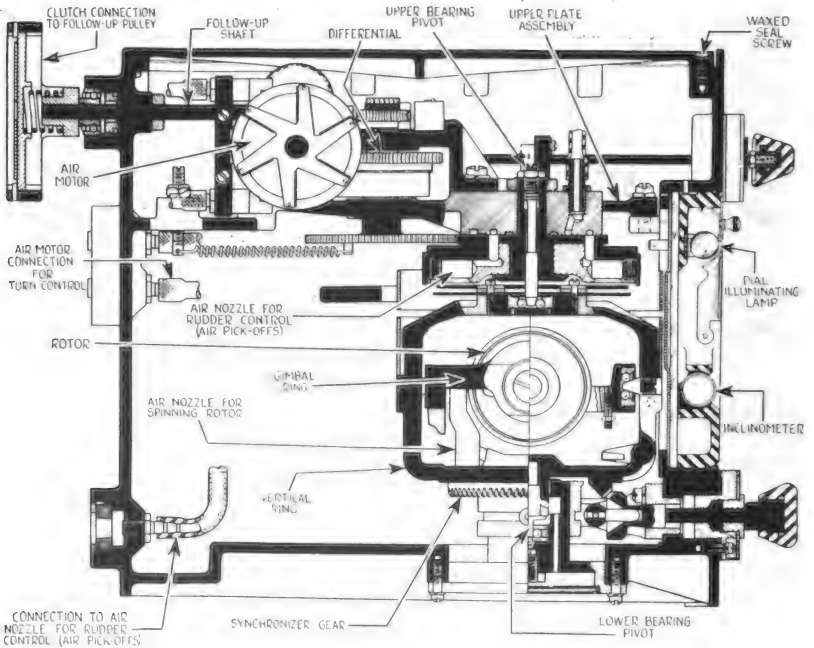 CLUTCH CONNECTION
TO FOLLOW-UP PULLEY
FOLLOW-UP
SHAFT
DIFFERENTIAL
UPPER BEARING
PIVOT
UPPER PLATE
ASSEMBLY
WAXED
SEAL
SCREW
AIR
MOTOR
AIR MOTOR
CONNECTION
FOR
TURN CONTROL
AIR NOZZLE FOR
RUDDER CONTROL
(AIR PICK-OFFS)
DIAL
ILLUMINATING
LAMP
ROTOR
GIMBAL
RING
AIR NOZZLE FOR
SPINNING ROTOR
INCLINOMETER
VERTICAL
RING
CONNECTION TO AIR
NOZZLE FOR RUDDER
CONTROL (AIR PICK-OFFS)
SYNCHRONIZER GEAR
LOWER BEARING
PIVOT